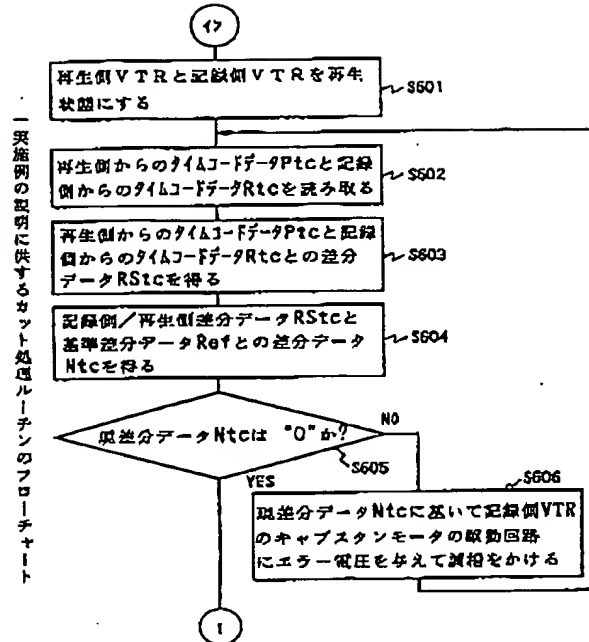 イ>
再生側VTRと記録側VTRを再生
状態にする
S601
再生側からのタイムコードデータPtcと記録
側からのタイムコードデータRtcを読み取る
S602
再生側からのタイムコードデータPtcと記録
側からのタイムコードデータRtcとの差分
データRStcを得る
S603
記録側/再生側差分データRStcと
基準差分データRefとの差分データ
Ntcを得る
S604
現差分データNtcは "0"か?
NO
S605
YES
S606
現差分データNtcに基いて記録側VTR
のキャプスタンモータの駆動回路
にエラー電圧を与えて調相をかける
一実施例の説明に供するカット処理ルーチンのフローチャート